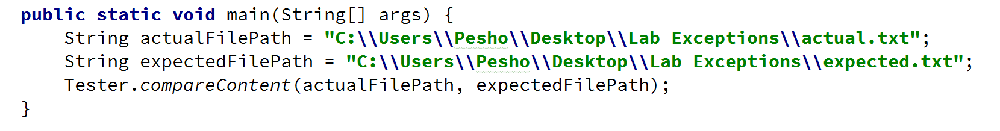 public static void main(String[] args) {
    String actualFilePath = "C:\\Users\\Pesho\\Desktop\\Lab Exceptions\\actual.txt";
    String expectedFilePath = "C:\\Users\\Pesho\\Desktop\\Lab Exceptions\\expected.txt";
    Tester.compareContent(actualFilePath, expectedFilePath);
}